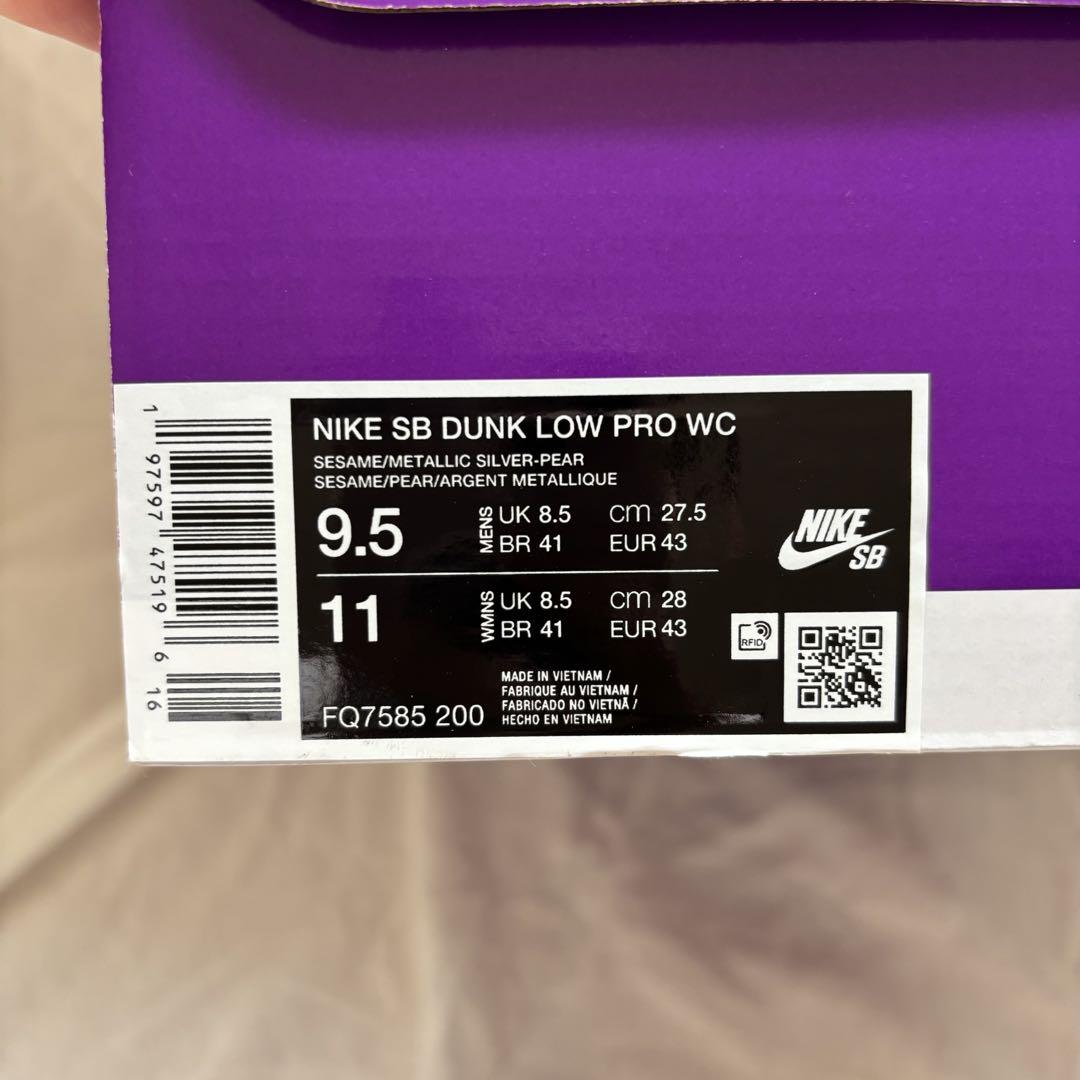 NIKE SB DUNK LOW PRO WC
SESAME/METALLIC SILVER-PEAR
SESAME/PEAR/ARGENT METALLIQUE
9.5
MENS
UK 8.5 CM 27.5
BR 41 EUR 43
11
WMNS
UK 8.5 CM 28
BR 41 EUR 43
MADE IN VIETNAM /
FABRIQUE AU VIETNAM /
FABRICADO NO VIETNÃ /
HECHO EN VIETNAM
FQ7585 200
NIKE
SB
RFID
1 97597 47519 6 16